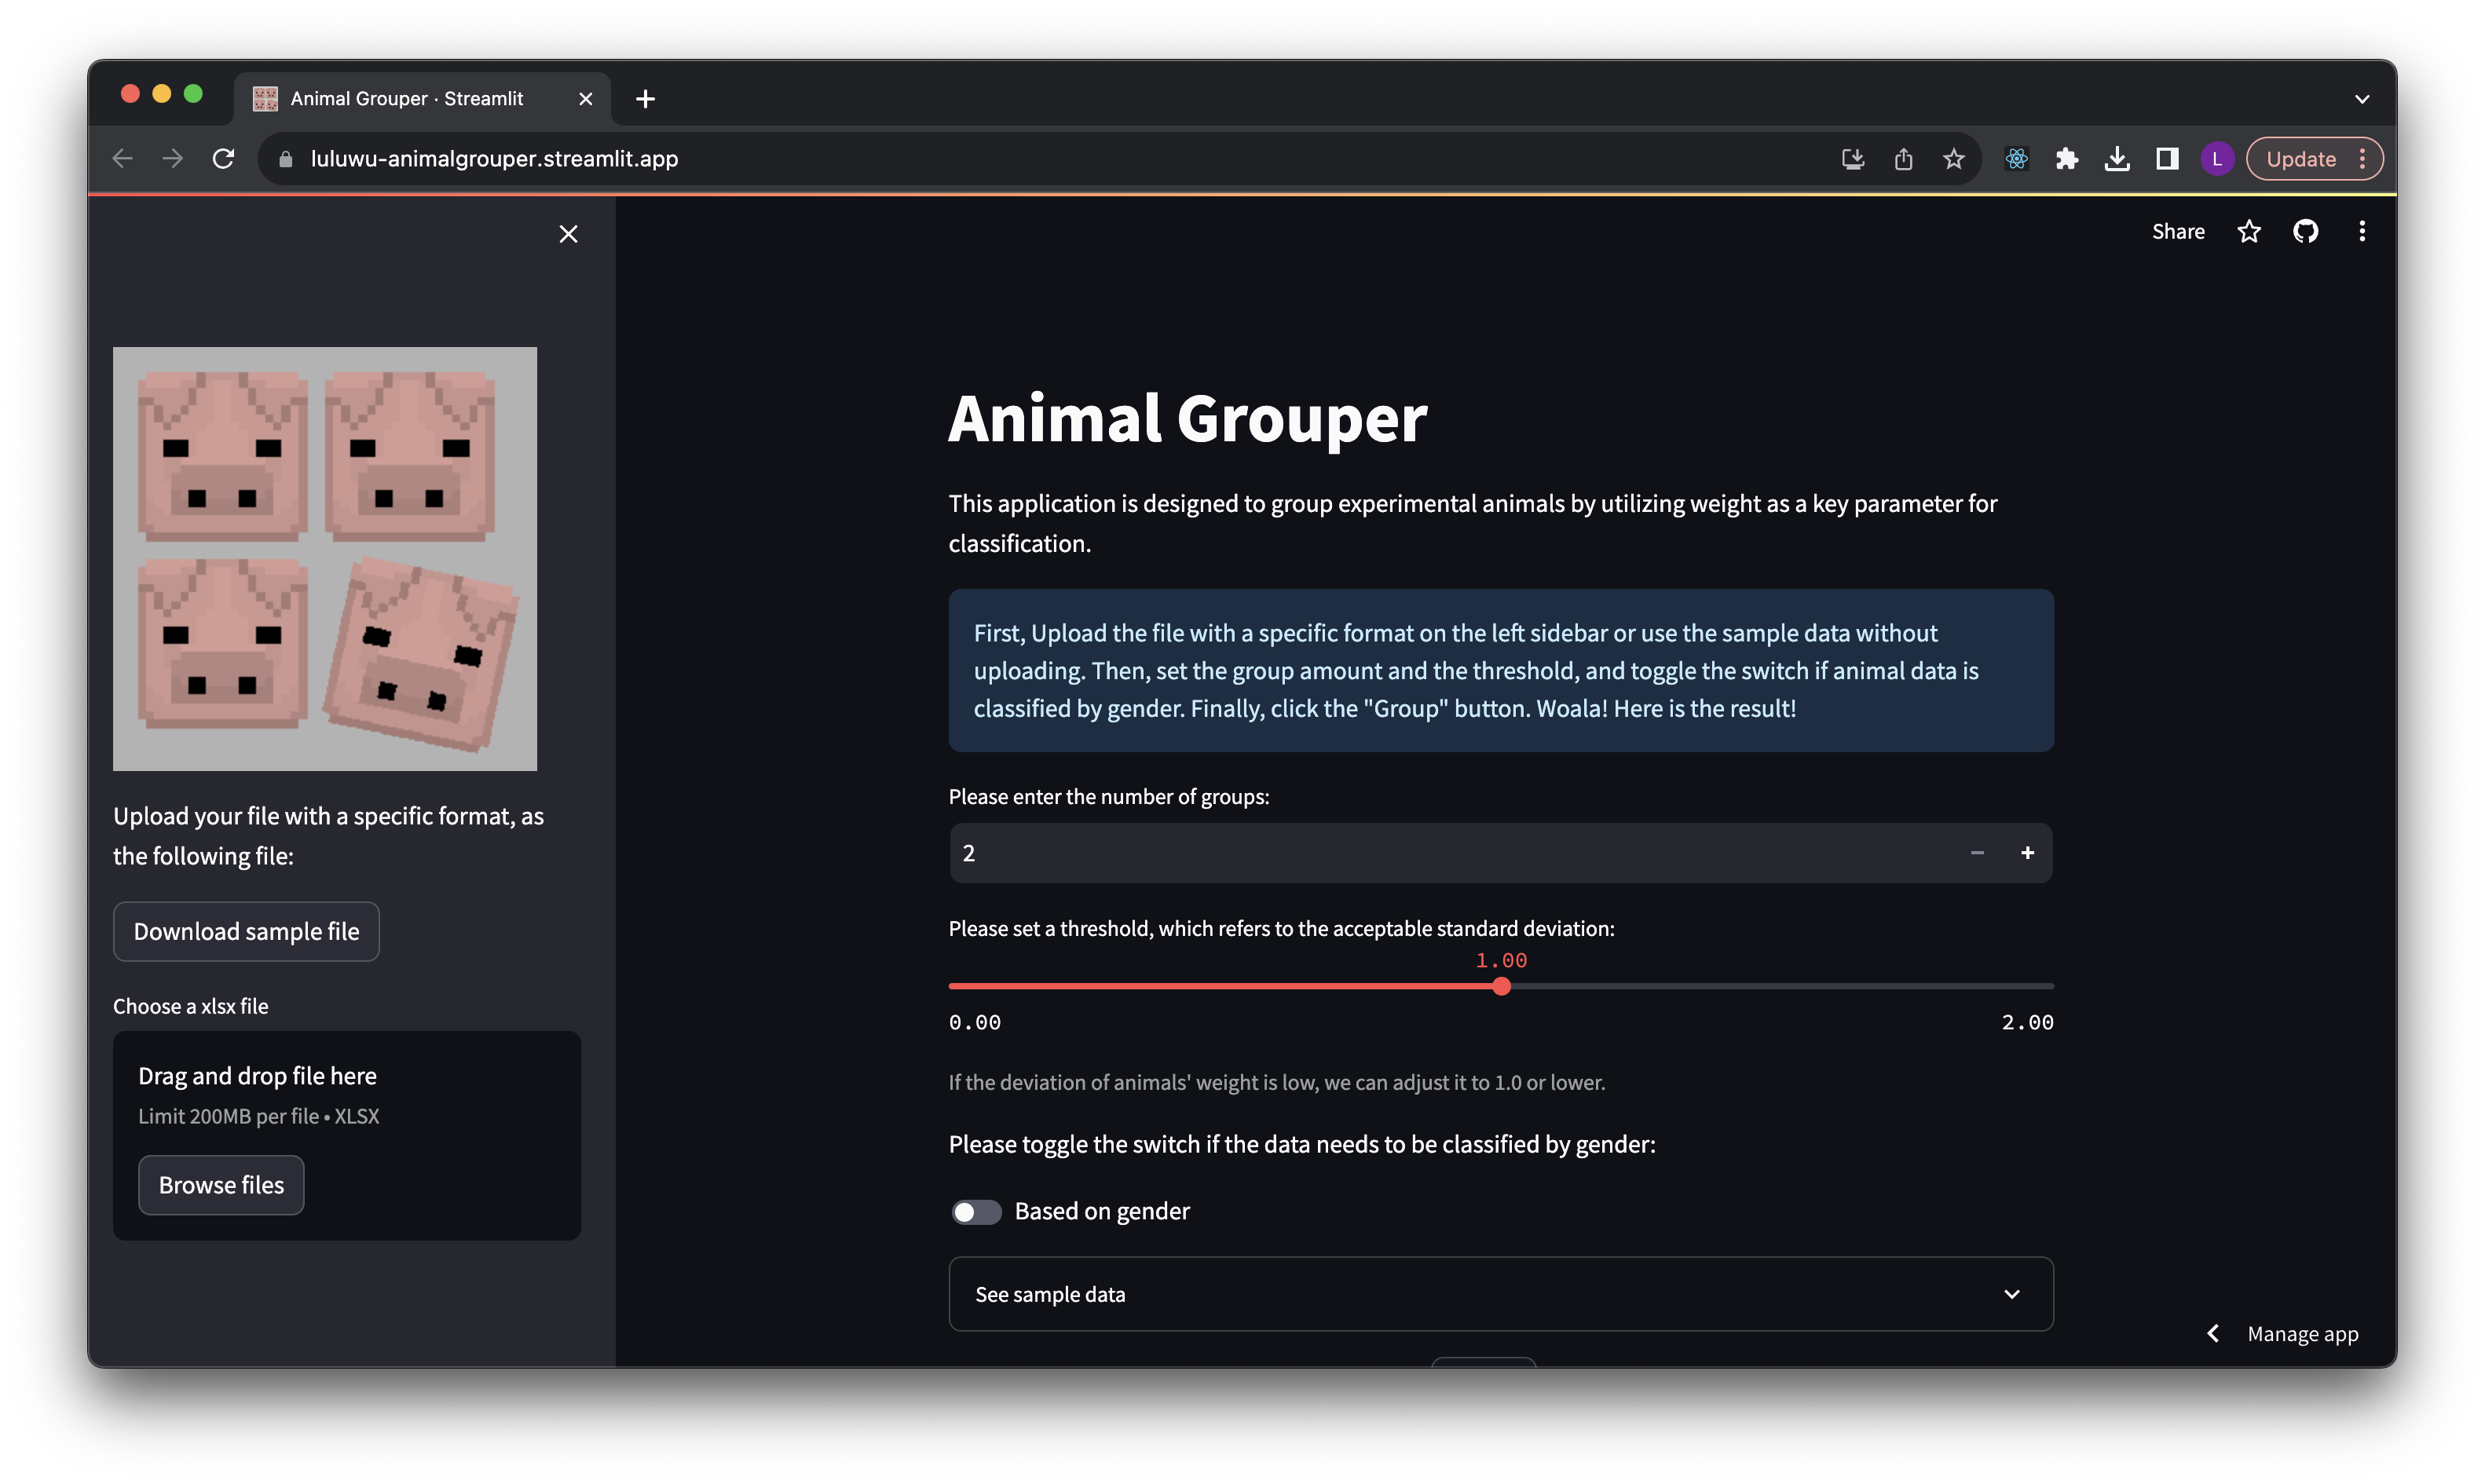 Animal Grouper · Streamlit
luluwu-animalgrouper.streamlit.app
L
Update
Share
Upload your file with a specific format, as
the following file:
Download sample file
Choose a xlsx file
Drag and drop file here
Limit 200MB per file • XLSX
Browse files
Animal Grouper
This application is designed to group experimental animals by utilizing weight as a key parameter for
classification.
First, Upload the file with a specific format on the left sidebar or use the sample data without
uploading. Then, set the group amount and the threshold, and toggle the switch if animal data is
classified by gender. Finally, click the "Group" button. Woala! Here is the result!
Please enter the number of groups:
2
Please set a threshold, which refers to the acceptable standard deviation:
1.00
0.00 2.00
If the deviation of animals' weight is low, we can adjust it to 1.0 or lower.
Please toggle the switch if the data needs to be classified by gender:
Based on gender
See sample data
Manage app